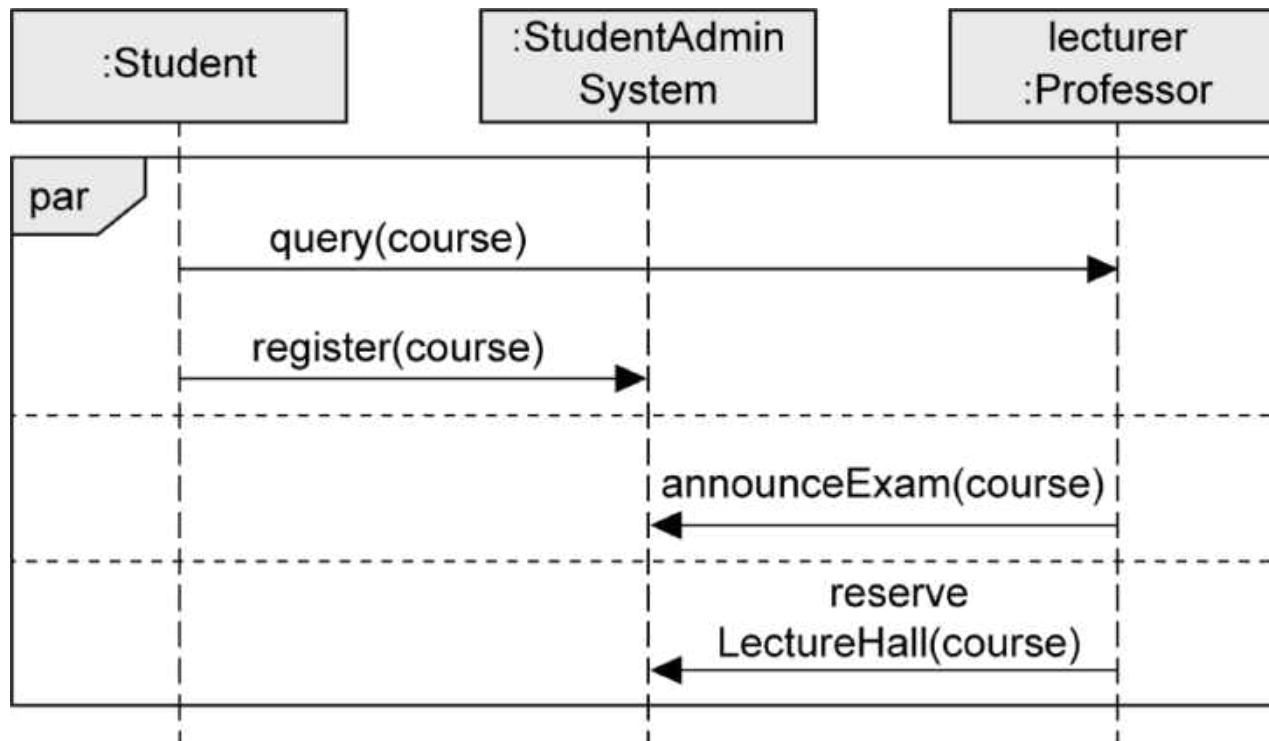 :Student
:StudentAdmin
System
lecturer
:Professor
par
query(course)
register(course)
announceExam(course)
reserve
LectureHall(course)